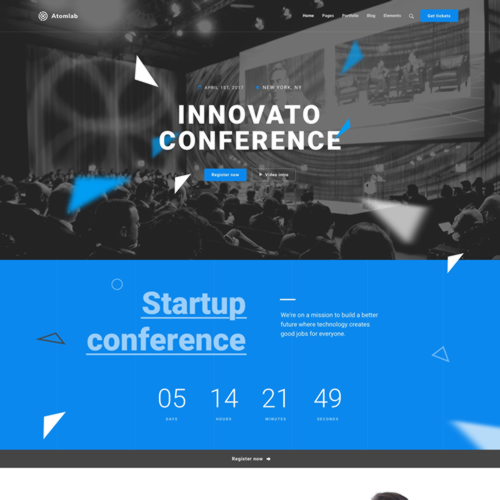 Atomlab
Home Pages Portfolio Blog Elements Get tickets
APRIL 1ST, 2017 NEW YORK, NY
INNOVATO
CONFERENCE
Register now Video intro
Startup
conference
We're on a mission to build a better
future where technology creates
good jobs for everyone.
05 14 21 49
DAYS HOURS MINUTES SECONDS
Register now